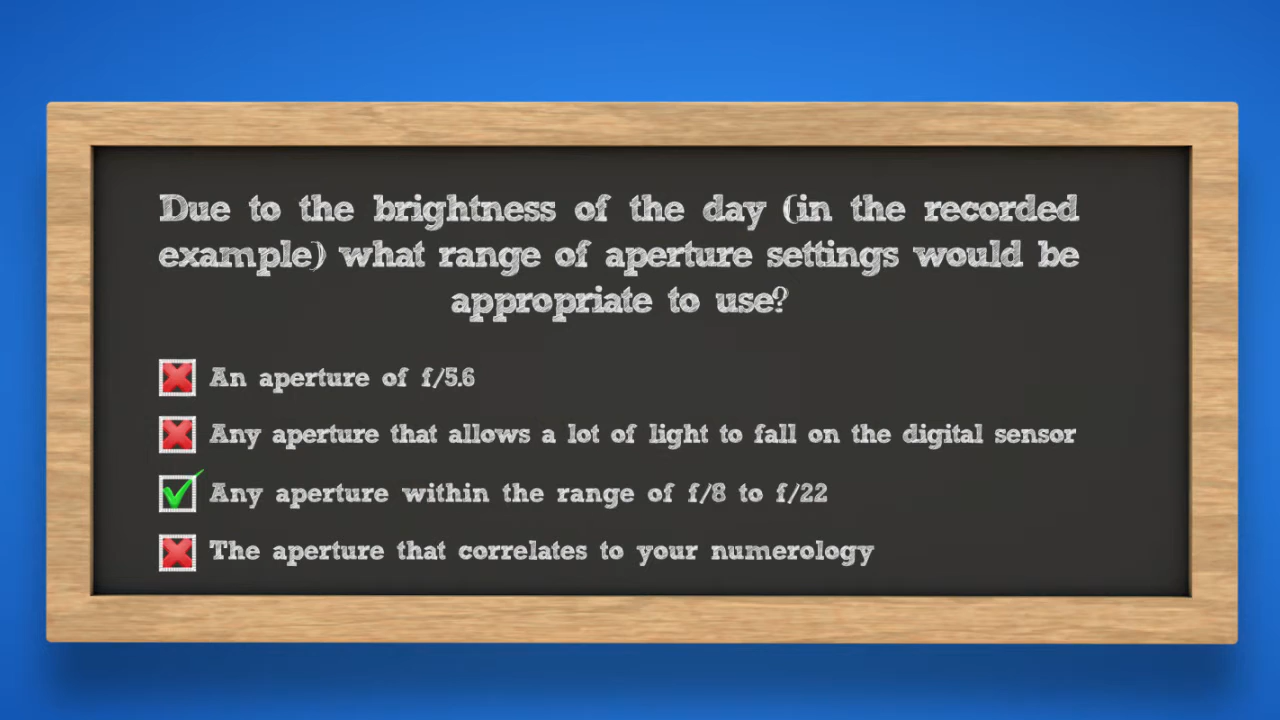 Due to the brightness of the day (in the recorded
example) what range of aperture settings would be
appropriate to use?
An aperture of f/5.6
Any aperture that allows a lot of light to fall on the digital sensor
Any aperture within the range of f/8 to f/22
The aperture that correlates to your numerology